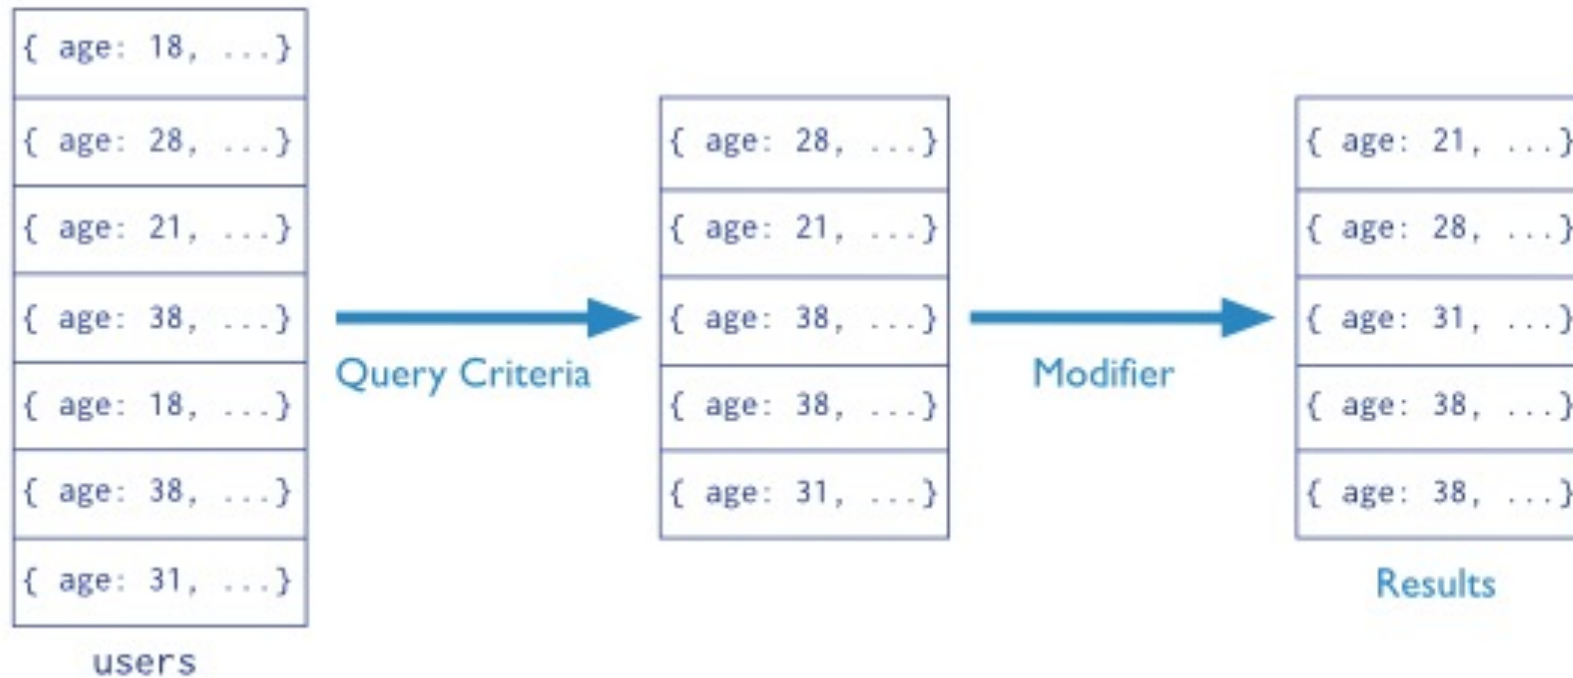 { age: 18, ...}
{ age: 28, ...}
{ age: 21, ...}
{ age: 38, ...}
{ age: 18, ...}
{ age: 38, ...}
{ age: 31, ...}
users
Query Criteria
{ age: 28, ...}
{ age: 21, ...}
{ age: 38, ...}
{ age: 38, ...}
{ age: 31, ...}
Modifier
{ age: 21, ...}
{ age: 28, ...}
{ age: 31, ...}
{ age: 38, ...}
{ age: 38, ...}
Results